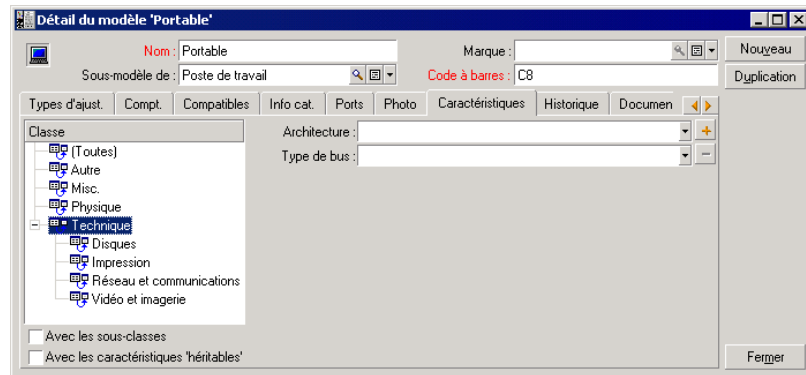 Détail du modèle 'Portable'
Nom : Portable
Marque :
Nouveau
Sous-modèle de : Poste de travail
Code à barres : C8
Duplication
Types d'ajust. Compt. Compatibles Info cat. Ports Photo Caractéristiques Historique Documen
Classe
Architecture :
Type de bus :
(Toutes)
Autre
Misc.
Physique
Technique
Disques
Impression
Réseau et communications
Vidéo et imagerie
Avec les sous-classes
Avec les caractéristiques 'héritables'
Fermer